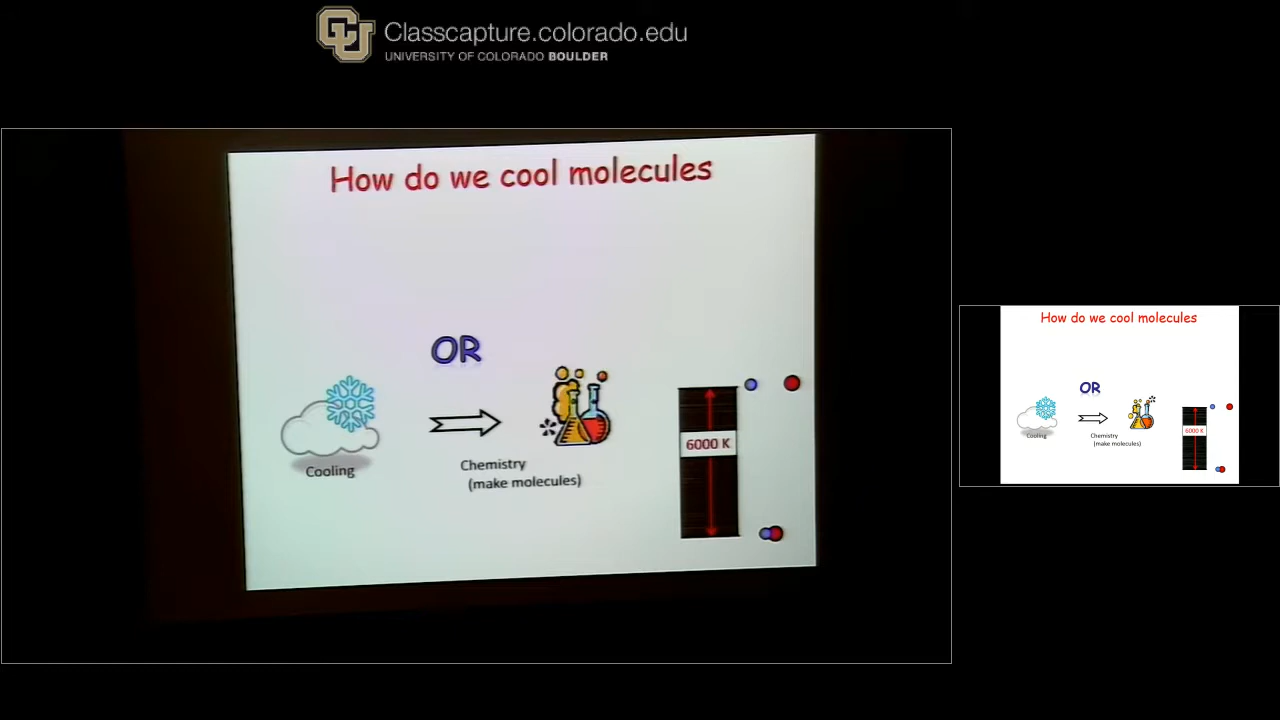 Classcapture.colorado.edu
UNIVERSITY OF COLORADO BOULDER
How do we cool molecules
OR
Cooling
Chemistry
(make molecules)
6000 K
How do we cool molecules
OR
Cooling
Chemistry
(make molecules)
6000 K